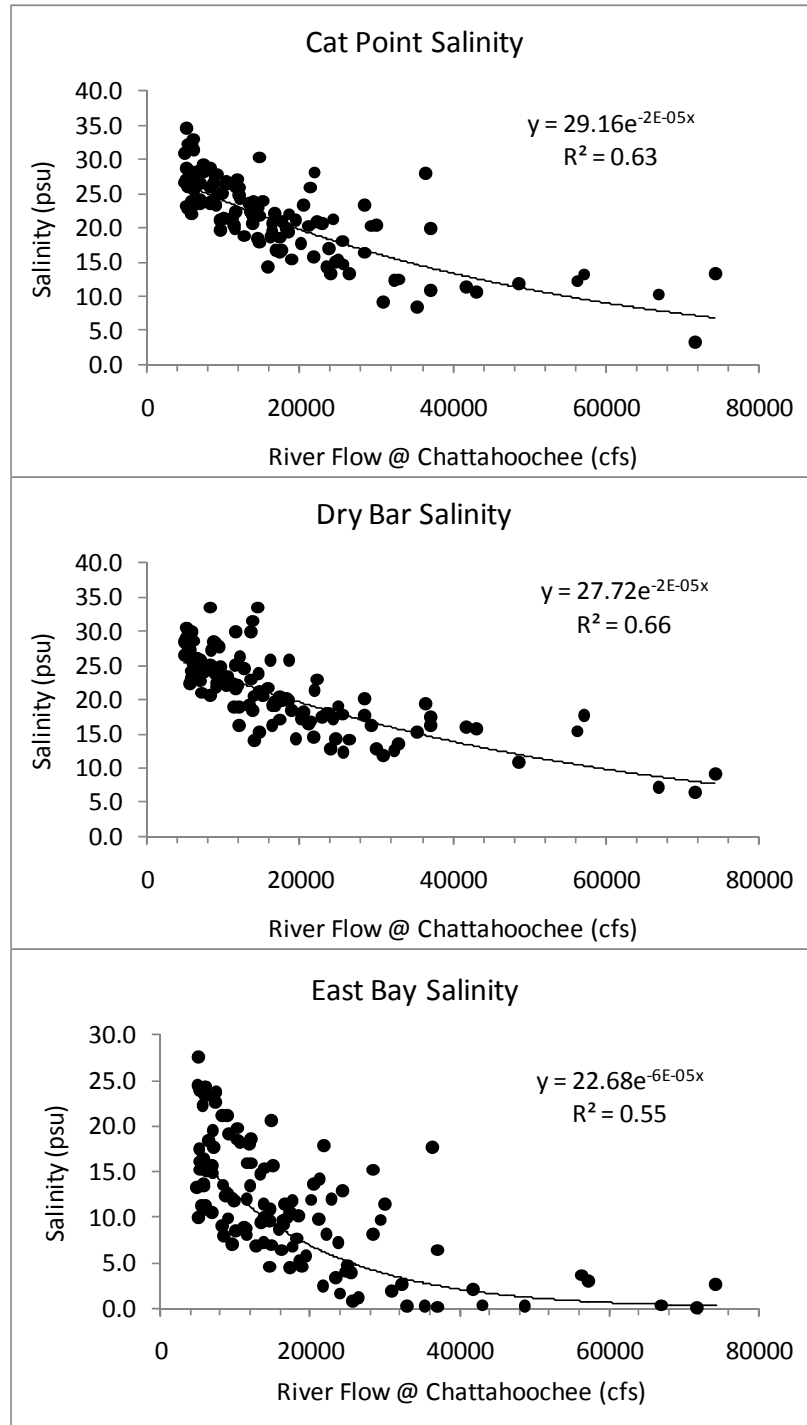 Cat Point Salinity
y = 29.16e^-2E-05x
R² = 0.63
40.0
35.0
30.0
25.0
20.0
15.0
10.0
5.0
0.0
Salinity (psu)
0 20000 40000 60000 80000
River Flow @ Chattahoochee (cfs)
Dry Bar Salinity
y = 27.72e^-2E-05x
R² = 0.66
40.0
35.0
30.0
25.0
20.0
15.0
10.0
5.0
0.0
Salinity (psu)
0 20000 40000 60000 80000
River Flow @ Chattahoochee (cfs)
East Bay Salinity
y = 22.68e^-6E-05x
R² = 0.55
30.0
25.0
20.0
15.0
10.0
5.0
0.0
Salinity (psu)
0 20000 40000 60000 80000
River Flow @ Chattahoochee (cfs)